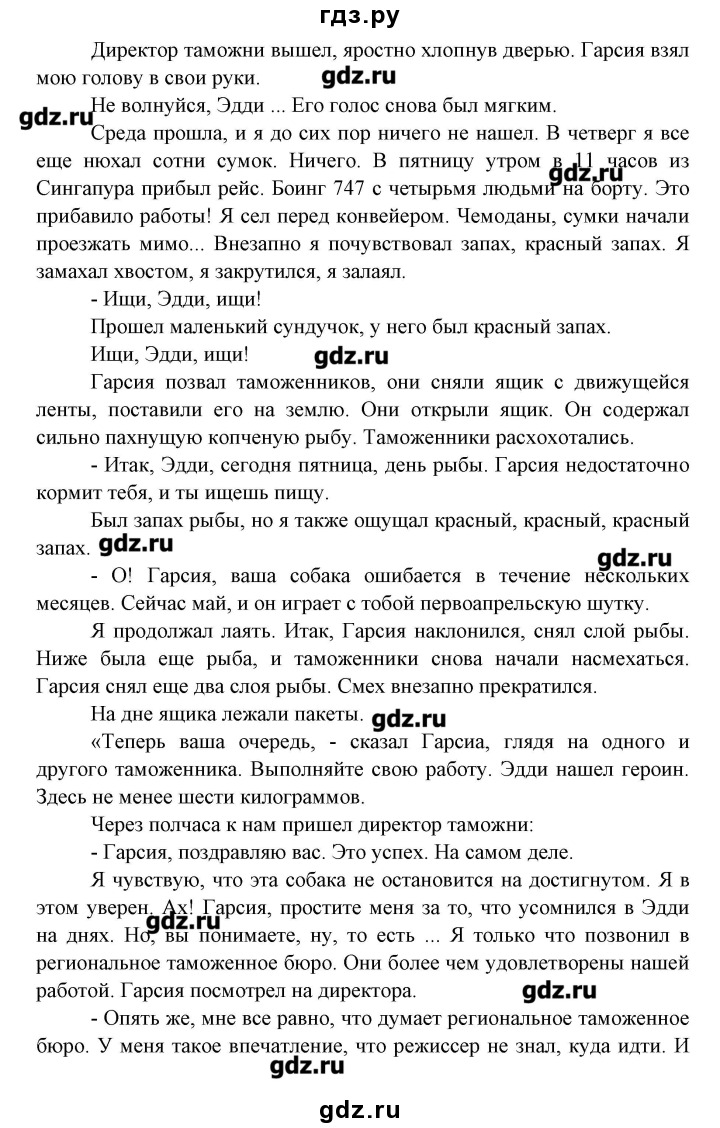 гдз.ру
Директор таможни вышел, яростно хлопнув дверью. Гарсия взял
мою голову в свои руки.
gdz.ru
Не волнуйся, Эдди ... Его голос снова был мягким.
gdz.ru
Среда прошла, и я до сих пор ничего не нашел. В четверг я все
еще нюхал сотни сумок. Ничего. В пятницу утром в 11 часов из
gdz.ru
Сингапура прибыл рейс. Боинг 747 с четырьмя людьми на борту. Это
прибавило работы! Я сел перед конвейером. Чемоданы, сумки начали
проезжать мимо... Внезапно я почувствовал запах, красный запах. Я
замахал хвостом, я закрутился, я залаял.
- Ищи, Эдди, ищи!
Прошел маленький сундучок, у него был красный запах.
Ищи, Эдди, ищи!
gdz.ru
Гарсия позвал таможенников, они сняли ящик с движущейся
ленты, поставили его на землю. Они открыли ящик. Он содержал
сильно пахнущую копченую рыбу. Таможенники расхохотались.
- Итак, Эдди, сегодня пятница, день рыбы. Гарсия недостаточно
кормит тебя, и ты ищешь пищу.
Был запах рыбы, но я также ощущал красный, красный, красный
запах.
gdz.ru
gdz.ru
- О! Гарсия, ваша собака ошибается в течение нескольких
месяцев. Сейчас май, и он играет с тобой первоапрельскую шутку.
Я продолжал лаять. Итак, Гарсия наклонился, снял слой рыбы.
Ниже была еще рыба, и таможенники снова начали насмехаться.
Гарсия снял еще два слоя рыбы. Смех внезапно прекратился.
На дне ящика лежали пакеты.
gdz.ru
«Теперь ваша очередь, - сказал Гарсиа, глядя на одного и
другого таможенника. Выполняйте свою работу. Эдди нашел героин.
Здесь не менее шести килограммов.
Через полчаса к нам пришел директор таможни:
- Гарсия, поздравляю вас. Это успех. На самом деле.
Я чувствую, что эта собака не остановится на достигнутом. Я в
этом уверен. Ах! Гарсия, простите меня за то, что усомнился в Эдди
gdz.ru
на днях. Но, вы понимаете, ну, то есть ... Я только что позвонил в
региональное таможенное бюро. Они более чем удовлетворены нашей
работой. Гарсия посмотрел на директора.
gdz.ru
- Опять же, мне все равно, что думает региональное таможенное
бюро. У меня такое впечатление, что режиссер не знал, куда идти. И
gdz.ru
gdz.ru